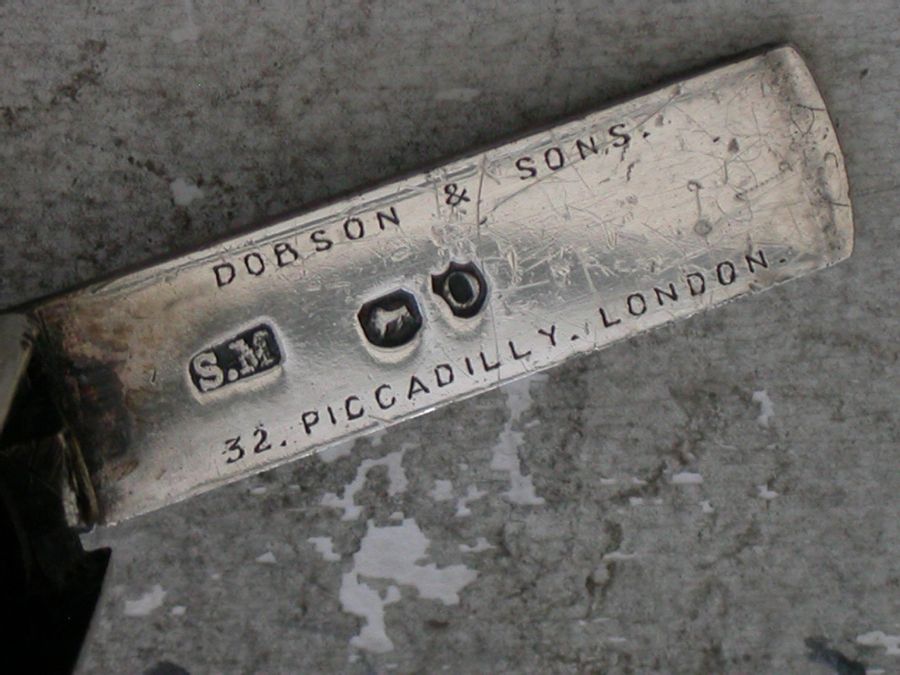 DOBSON & SONS.
S.M O
32. PICCADILLY. LONDON.